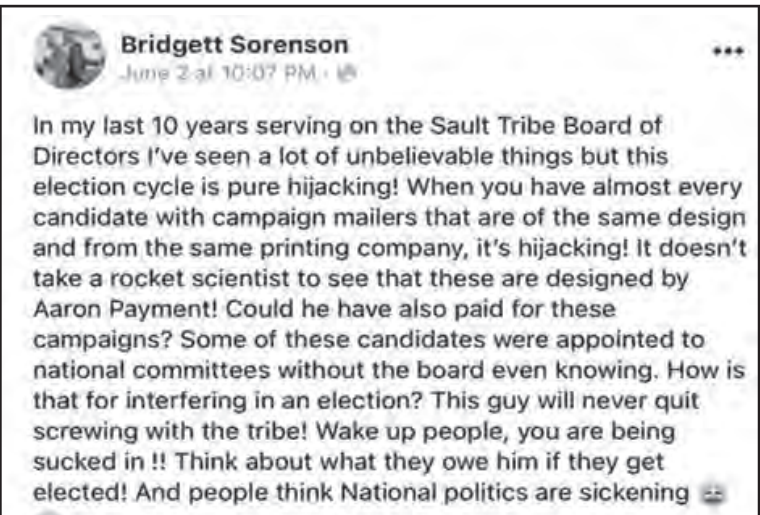 Bridgett Sorenson
June 2 at 10:07 PM ·
In my last 10 years serving on the Sault Tribe Board of
Directors I've seen a lot of unbelievable things but this
election cycle is pure hijacking! When you have almost every
candidate with campaign mailers that are of the same design
and from the same printing company, it's hijacking! It doesn't
take a rocket scientist to see that these are designed by
Aaron Payment! Could he have also paid for these
campaigns? Some of these candidates were appointed to
national committees without the board even knowing. How is
that for interfering in an election? This guy will never quit
screwing with the tribe! Wake up people, you are being
sucked in !! Think about what they owe him if they get
elected! And people think National politics are sickening